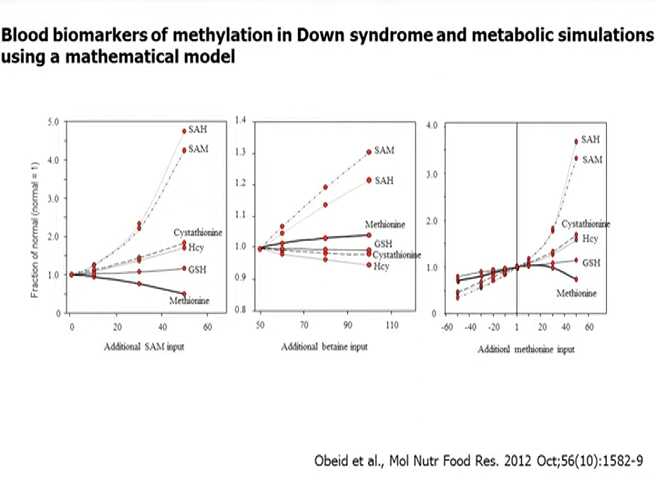 Blood biomarkers of methylation in Down syndrome and metabolic simulations
using a mathematical model
Fraction of normal (normal = 1)
5.0
4.0
3.0
2.0
1.0
0
SAH
SAM
Cystathionine
Hcy
GSH
Methionine
0 20 40 60
Additional SAM input
1.4
1.3
1.2
1.1
1.0
0.9
0.8
SAM
SAH
Methionine
GSH
Cystathionine
Hcy
50 70 90 110
Additional betaine input
4.0
3.0
2.0
1.0
0
SAH
SAM
Cystathionine
Hcy
GSH
Methionine
-60 -40 -20 1 20 40 60
Additionl methionine input
Obeid et al., Mol Nutr Food Res. 2012 Oct;56(10):1582-9